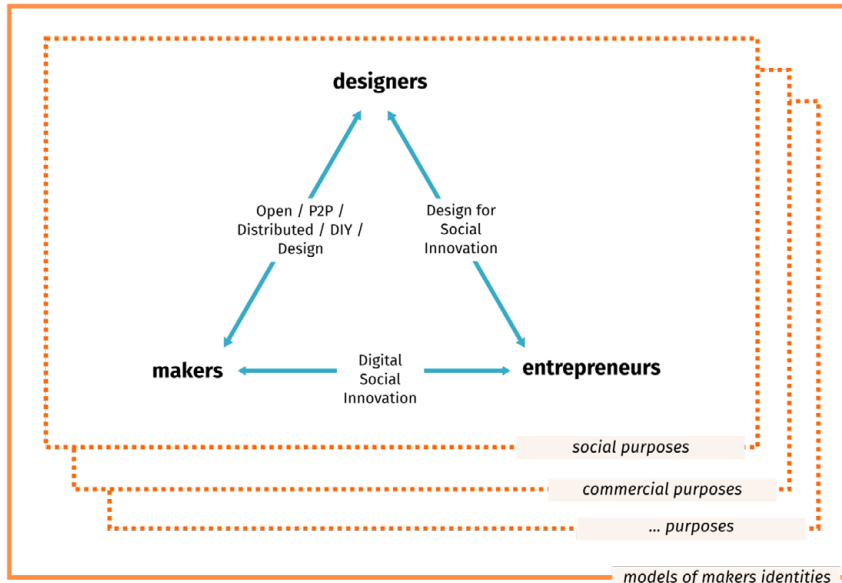 designers
Open / P2P /
Distributed / DIY /
Design
Design for
Social
Innovation
makers
Digital
Social
Innovation
entrepreneurs
social purposes
commercial purposes
... purposes
models of makers identities